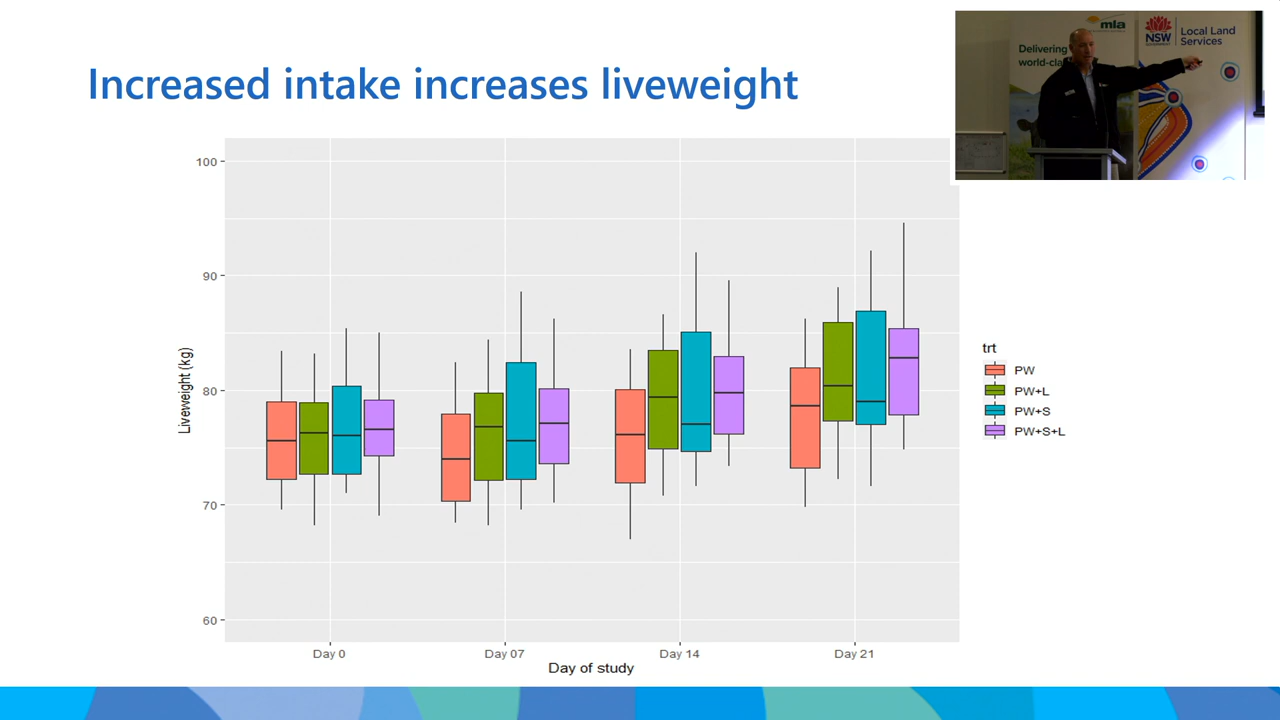 Increased intake increases liveweight
mla
Delivering
world-cla
NSW
GOVERNMENT
Local Land
Services
100
90
80
70
60
Liveweight (kg)
Day 0
Day 07
Day 14
Day 21
Day of study
trt
PW
PW+L
PW+S
PW+S+L